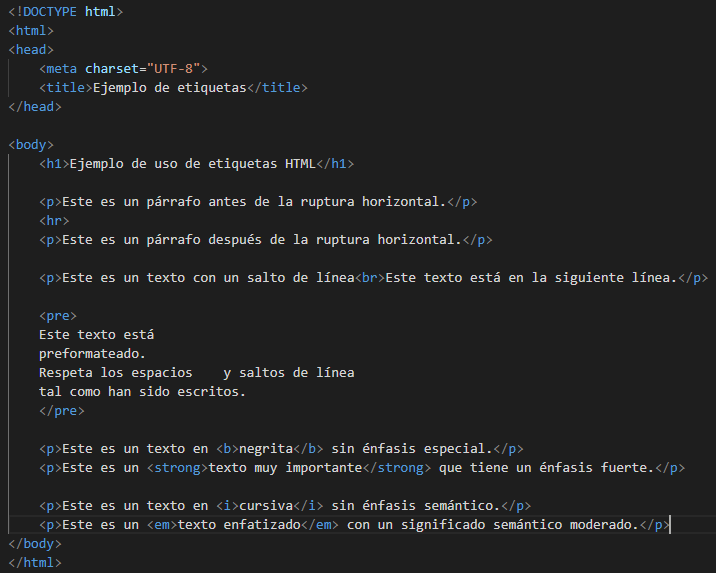 <!DOCTYPE html>
<html>
<head>
    <meta charset="UTF-8">
    <title>Ejemplo de etiquetas</title>
</head>

<body>
    <h1>Ejemplo de uso de etiquetas HTML</h1>

    <p>Este es un párrafo antes de la ruptura horizontal.</p>
    <hr>
    <p>Este es un párrafo después de la ruptura horizontal.</p>

    <p>Este es un texto con un salto de línea<br>Este texto está en la siguiente línea.</p>

    <pre>
    Este texto está
    preformateado.
    Respeta los espacios    y saltos de línea
    tal como han sido escritos.
    </pre>

    <p>Este es un texto en <b>negrita</b> sin énfasis especial.</p>
    <p>Este es un <strong>texto muy importante</strong> que tiene un énfasis fuerte.</p>

    <p>Este es un texto en <i>cursiva</i> sin énfasis semántico.</p>
    <p>Este es un <em>texto enfatizado</em> con un significado semántico moderado.</p>
</body>
</html>